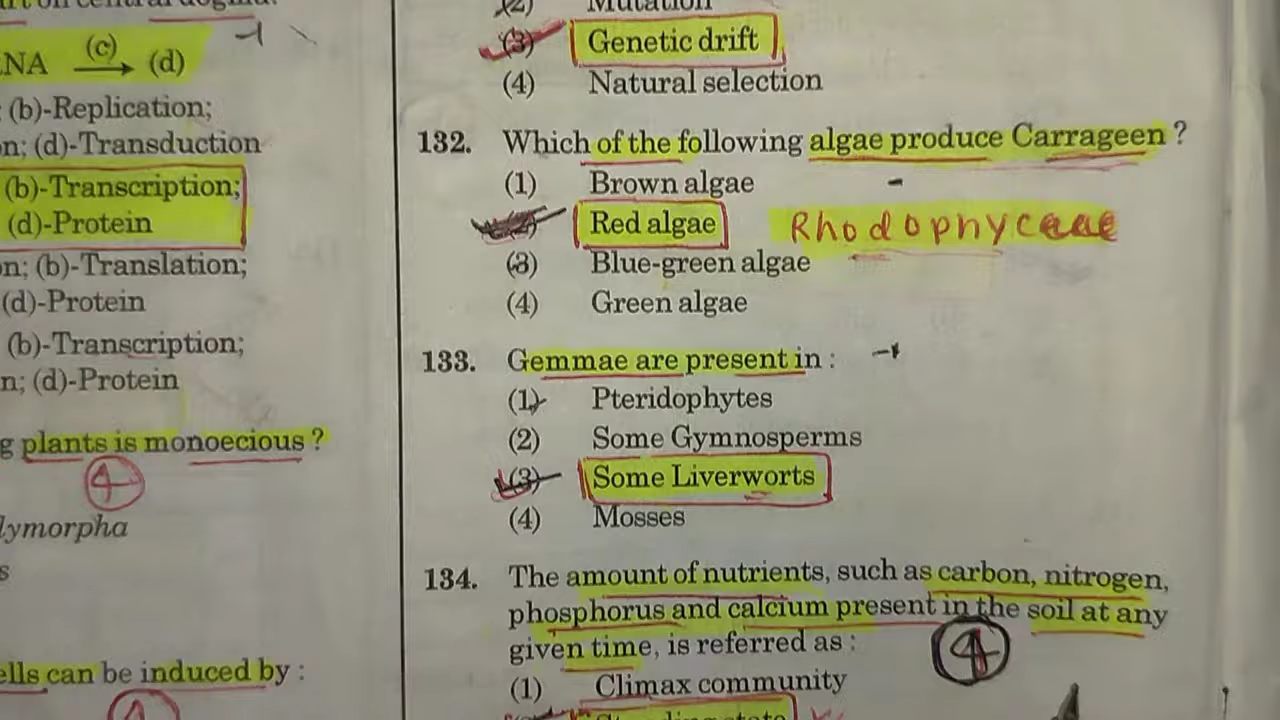 NA (c) (d)
(b)-Replication;
n; (d)-Transduction
(b)-Transcription;
(d)-Protein
n; (b)-Translation;
(d)-Protein
(b)-Transcription;
n; (d)-Protein
g plants is monoecious ?
4
lymorpha
s
ells can be induced by :
(2) Mutation
(3) Genetic drift
(4) Natural selection
132. Which of the following algae produce Carrageen ?
(1) Brown algae
Red algae Rhodophyceae
(3) Blue-green algae
(4) Green algae
133. Gemmae are present in :
(1) Pteridophytes
(2) Some Gymnosperms
(3) Some Liverworts
(4) Mosses
134. The amount of nutrients, such as carbon, nitrogen,
phosphorus and calcium present in the soil at any
given time, is referred as :
4
(1) Climax community